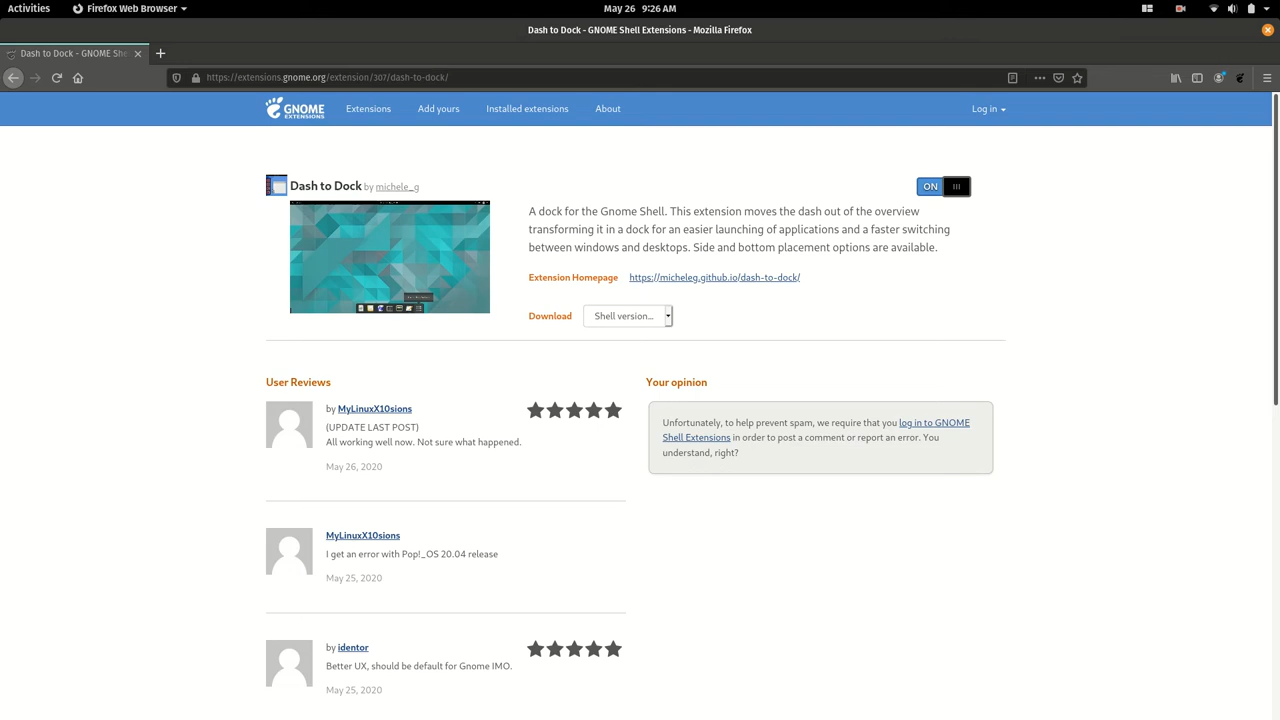 Activities
Firefox Web Browser
May 26 9:26 AM
Dash to Dock - GNOME Shell Extensions - Mozilla Firefox
Dash to Dock - GNOME She
https://extensions.gnome.org/extension/307/dash-to-dock/
GNOME
EXTENSIONS
Extensions
Add yours
Installed extensions
About
Log in
Dash to Dock by michele_g
ON
A dock for the Gnome Shell. This extension moves the dash out of the overview
transforming it in a dock for an easier launching of applications and a faster switching
between windows and desktops. Side and bottom placement options are available.
Extension Homepage https://micheleg.github.io/dash-to-dock/
Download Shell version...
User Reviews
by MyLinuxX10sions
(UPDATE LAST POST)
All working well now. Not sure what happened.
May 26, 2020
MyLinuxX10sions
I get an error with Pop!_OS 20.04 release
May 25, 2020
by identor
Better UX, should be default for Gnome IMO.
May 25, 2020
Your opinion
Unfortunately, to help prevent spam, we require that you log in to GNOME
Shell Extensions in order to post a comment or report an error. You
understand, right?